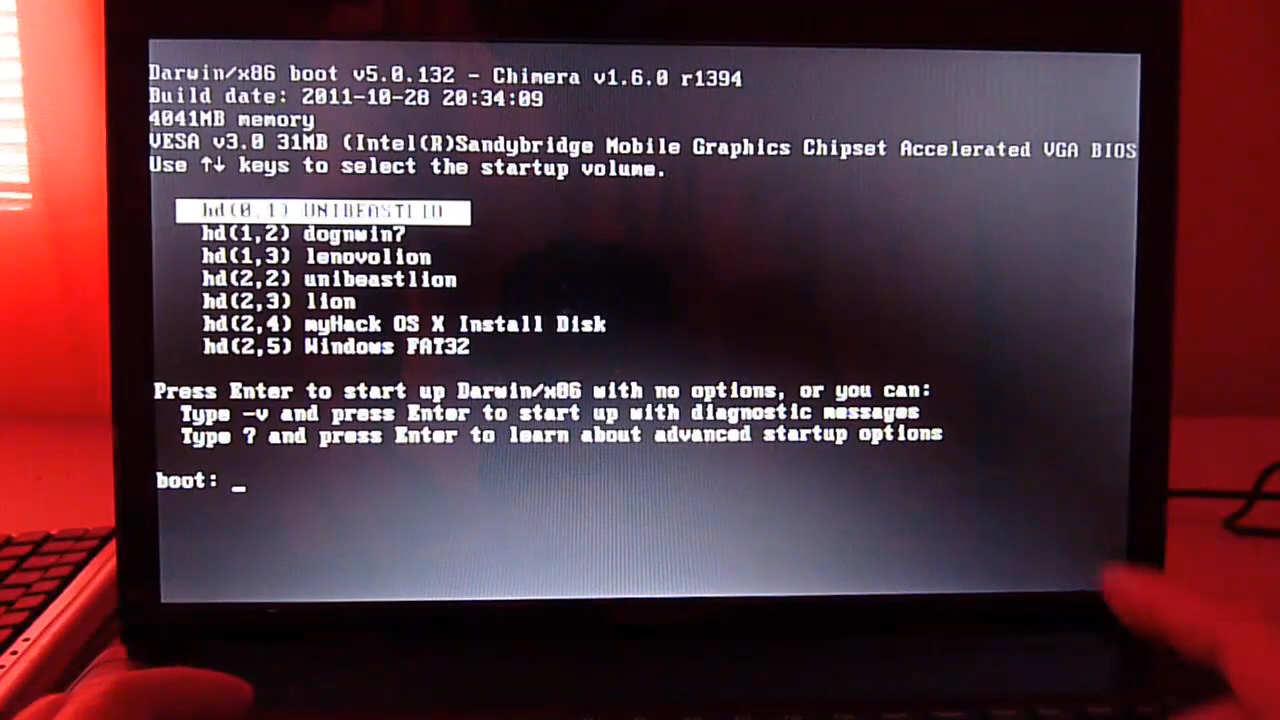 Darwin/x86 boot v5.0.132 - Chimera v1.6.0 r1394
Build date: 2011-10-28 20:34:09
4041MB memory
VESA v3.0 31MB (Intel(R)Sandybridge Mobile Graphics Chipset Accelerated VGA BIOS
Use ↑↓ keys to select the startup volume.
hd(0,1) UNIBEASTLIO
hd(1,2) dognwin7
hd(1,3) lenovolion
hd(2,2) unibeastlion
hd(2,3) lion
hd(2,4) myHack OS X Install Disk
hd(2,5) Windows FAT32
Press Enter to start up Darwin/x86 with no options, or you can:
Type -v and press Enter to start up with diagnostic messages
Type ? and press Enter to learn about advanced startup options
boot: _